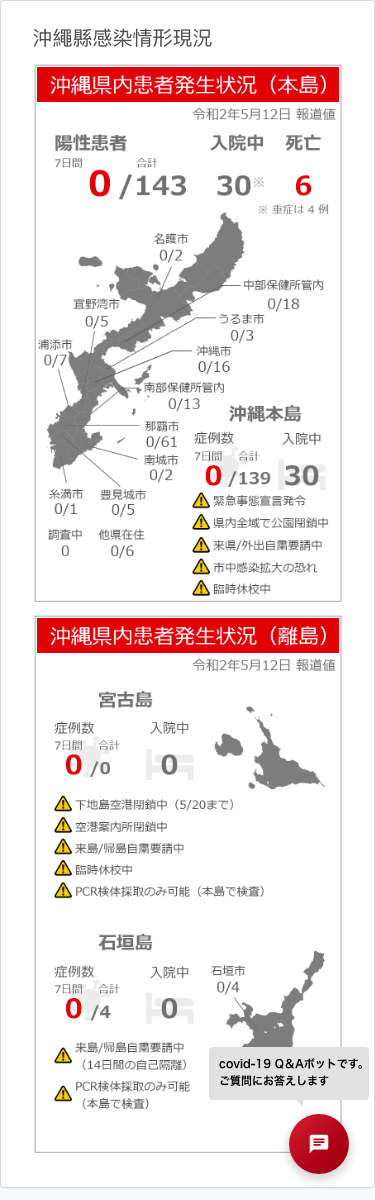 沖縄縣感染情形現況
沖縄県内患者発生状況（本島）
令和2年5月12日 報道値
陽性患者 入院中 死亡
7日間 合計
0/143 30※ 6
※ 重症は 4 例
名護市
0/2
中部保健所管内
0/18
宜野湾市
0/5
うるま市
0/3
浦添市
0/7
沖縄市
0/16
南部保健所管内
0/13
那覇市
0/61
南城市
0/2
糸満市
0/1
豊見城市
0/5
調査中
0
他県在住
0/6
沖縄本島
症例数 入院中
7日間 合計
0/139 30
緊急事態宣言発令
県内全域で公園閉鎖中
来県/外出自粛要請中
市中感染拡大の恐れ
臨時休校中
沖縄県内患者発生状況（離島）
令和2年5月12日 報道値
宮古島
症例数 入院中
7日間 合計
0/0 0
下地島空港閉鎖中（5/20まで）
空港案内所閉鎖中
来島/帰島自粛要請中
臨時休校中
PCR検体採取のみ可能（本島で検査）
石垣島
症例数 入院中
7日間 合計
0/4 0
石垣市
0/4
来島/帰島自粛要請中
（14日間の自己隔離）
PCR検体採取のみ可能
（本島で検査）
covid-19 Q&Aボットです。
ご質問にお答えします